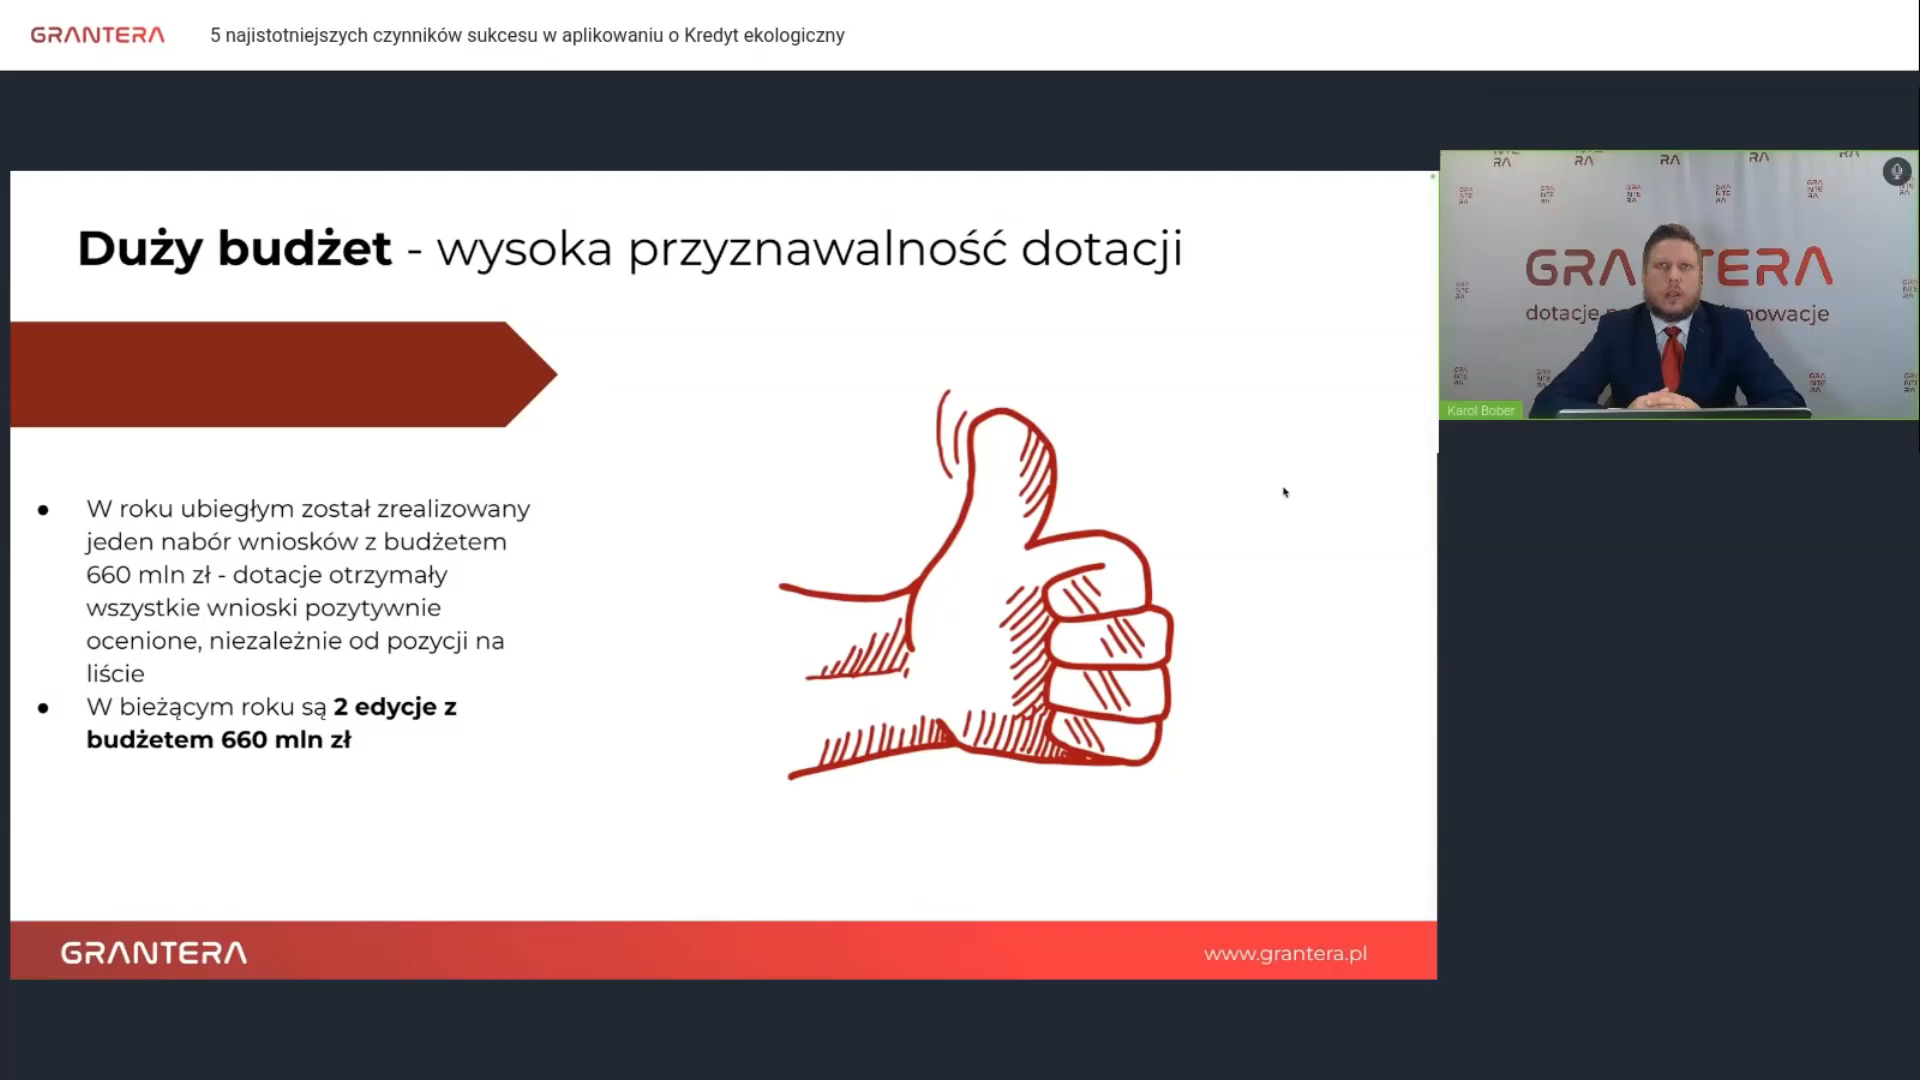 GRANTERA
5 najistotniejszych czynników sukcesu w aplikowaniu o Kredyt ekologiczny
Duży budżet - wysoka przyznawalność dotacji
● W roku ubiegłym został zrealizowany
jeden nabór wniosków z budżetem
660 mln zł - dotacje otrzymały
wszystkie wnioski pozytywnie
ocenione, niezależnie od pozycji na
liście
● W bieżącym roku są 2 edycje z
budżetem 660 mln zł
GRANTERA
www.grantera.pl
GRA TERA
dotacje nowacje
Karol Bober